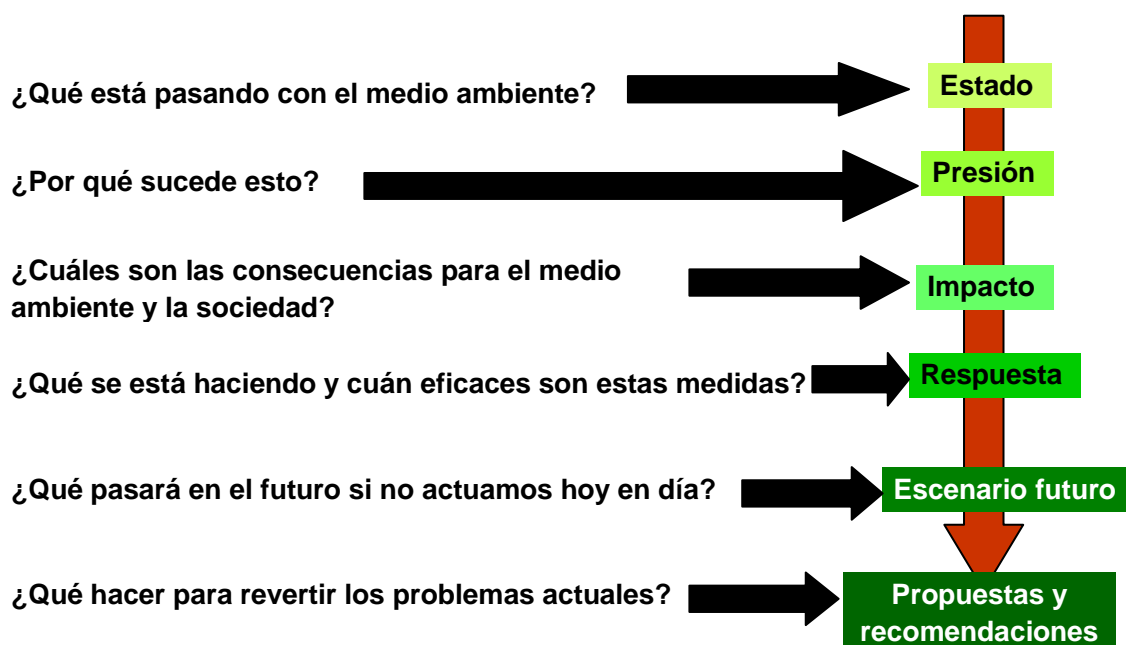 ¿Qué está pasando con el medio ambiente?
Estado
¿Por qué sucede esto?
Presión
¿Cuáles son las consecuencias para el medio
ambiente y la sociedad?
Impacto
¿Qué se está haciendo y cuán eficaces son estas medidas?
Respuesta
¿Qué pasará en el futuro si no actuamos hoy en día?
Escenario futuro
¿Qué hacer para revertir los problemas actuales?
Propuestas y
recomendaciones